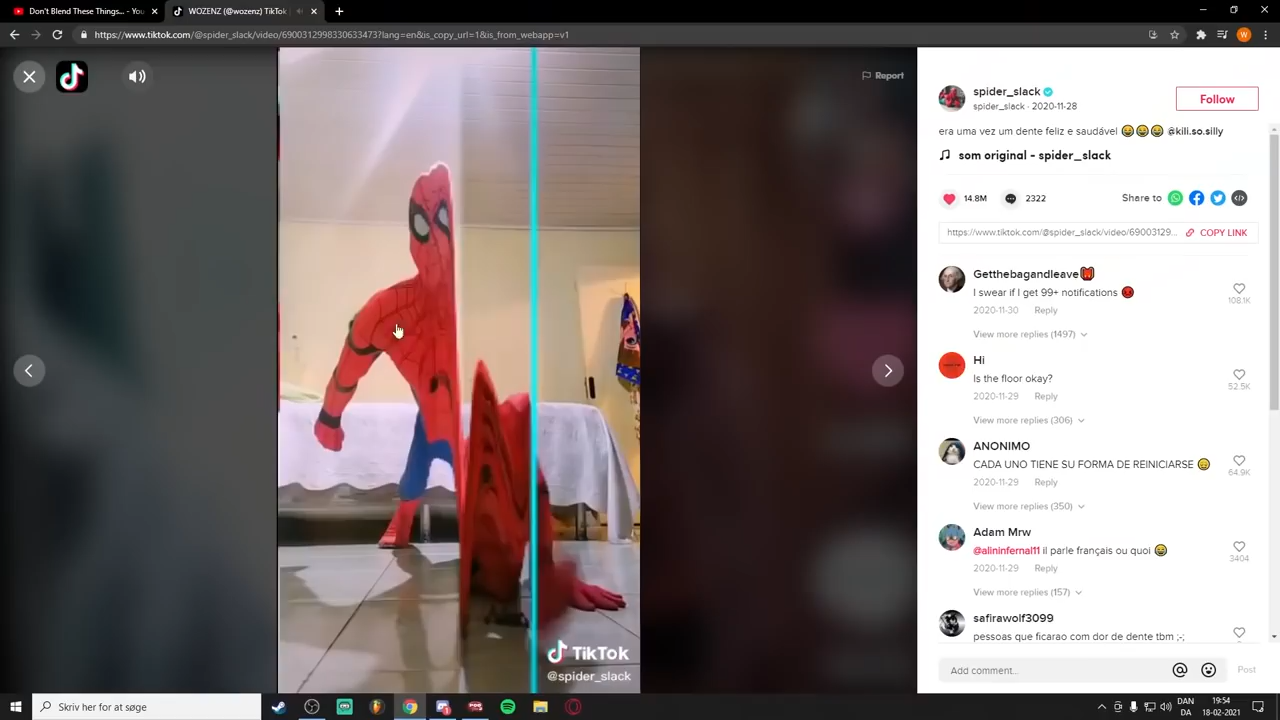 Don't Blend These Things... - You
WOZENZ (@wozenz) TikTok
https://www.tiktok.com/@spider_slack/video/6900312998330633473?lang=en&is_copy_url=1&is_from_webapp=v1
W
Report
spider_slack
spider_slack · 2020-11-28
Follow
era uma vez um dente feliz e saudável 😄😄😄 @kili.so.silly
som original - spider_slack
14.8M
2322
Share to
https://www.tiktok.com/@spider_slack/video/69003129...
COPY LINK
Getthebagandleave
I swear if I get 99+ notifications
108.1K
2020-11-30 Reply
View more replies (1497)
Hi
Is the floor okay?
52.5K
2020-11-29 Reply
View more replies (306)
ANONIMO
CADA UNO TIENE SU FORMA DE REINICIARSE
64.9K
2020-11-29 Reply
View more replies (350)
Adam Mrw
@alininfernal11 il parle français ou quoi
3404
2020-11-29 Reply
View more replies (157)
safirawolf3099
pessoas que ficarao com dor de dente tbm ;-;
TikTok
@spider_slack
Add comment...
Post
Skriv her for at søge
DAN
DA
19:54
18-02-2021